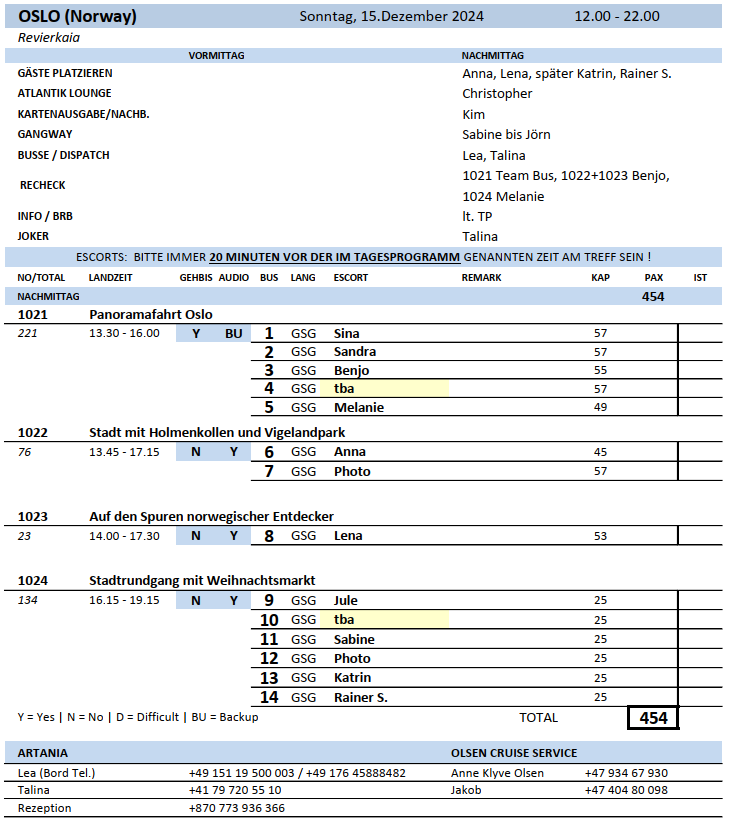 OSLO (Norway) Sonntag, 15.Dezember 2024 12.00 - 22.00
Revierkaia
VORMITTAG NACHMITTAG
GÄSTE PLATZIEREN Anna, Lena, später Katrin, Rainer S.
ATLANTIK LOUNGE Christopher
KARTENAUSGABE/NACHB. Kim
GANGWAY Sabine bis Jörn
BUSSE / DISPATCH Lea, Talina
RECHECK 1021 Team Bus, 1022+1023 Benjo,
1024 Melanie
INFO / BRB lt. TP
JOKER Talina
ESCORTS: BITTE IMMER 20 MINUTEN VOR DER IM TAGESPROGRAMM GENANNTEN ZEIT AM TREFF SEIN !
NO/TOTAL LANDZEIT GEHBIS AUDIO BUS LANG ESCORT REMARK KAP PAX IST
NACHMITTAG 454
1021 Panoramafahrt Oslo
221 13.30 - 16.00 Y BU 1 GSG Sina 57
2 GSG Sandra 57
3 GSG Benjo 55
4 GSG tba 57
5 GSG Melanie 49
1022 Stadt mit Holmenkollen und Vigelandpark
76 13.45 - 17.15 N Y 6 GSG Anna 45
7 GSG Photo 57
1023 Auf den Spuren norwegischer Entdecker
23 14.00 - 17.30 N Y 8 GSG Lena 53
1024 Stadtrundgang mit Weihnachtsmarkt
134 16.15 - 19.15 N Y 9 GSG Jule 25
10 GSG tba 25
11 GSG Sabine 25
12 GSG Photo 25
13 GSG Katrin 25
14 GSG Rainer S. 25
Y = Yes | N = No | D = Difficult | BU = Backup TOTAL 454
ARTANIA OLSEN CRUISE SERVICE
Lea (Bord Tel.) +49 151 19 500 003 / +49 176 45888482 Anne Klyve Olsen +47 934 67 930
Talina +41 79 720 55 10 Jakob +47 404 80 098
Rezeption +870 773 936 366